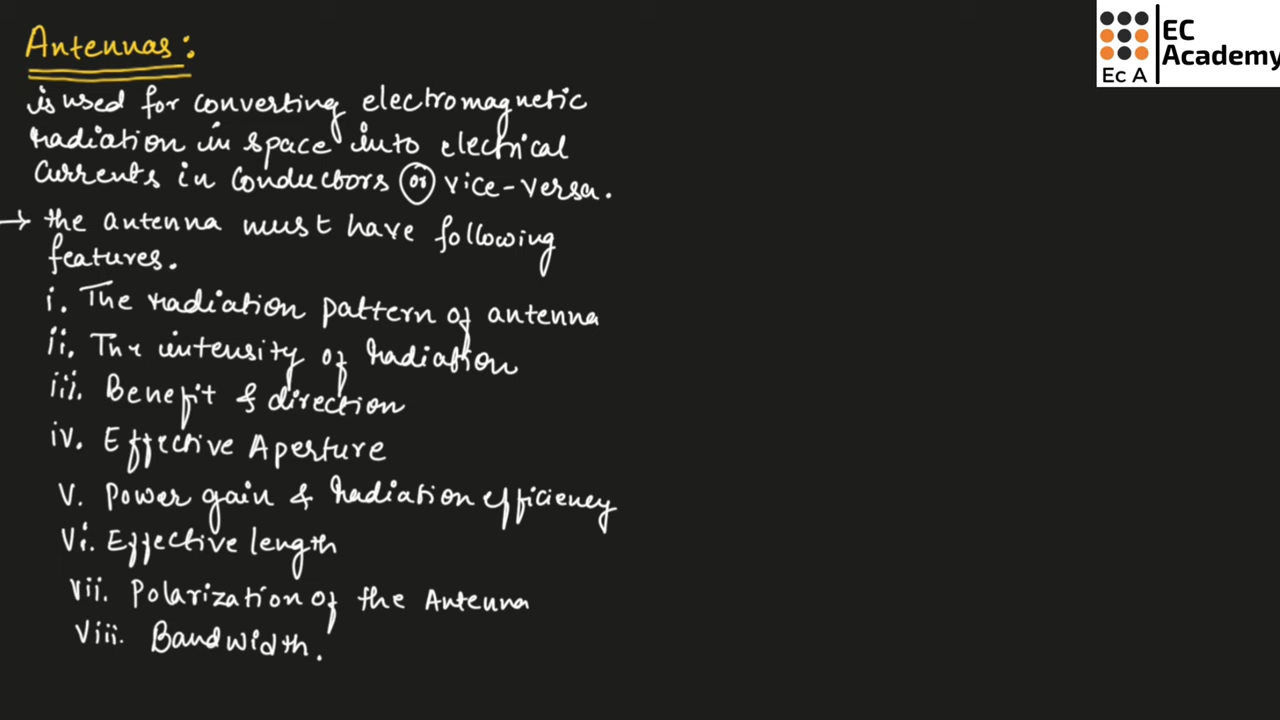 Antennas:
is used for converting electromagnetic
radiation in space into electrical
currents in conductors or vice-versa.
→ the antenna must have following
features.
i. The radiation pattern of antenna
ii. The intensity of radiation
iii. Benefit & direction
iv. Effective Aperture
v. Power gain & radiation efficiency
vi. Effective length
vii. Polarization of the Antenna
viii. Bandwidth.
EC
Academy
Ec A